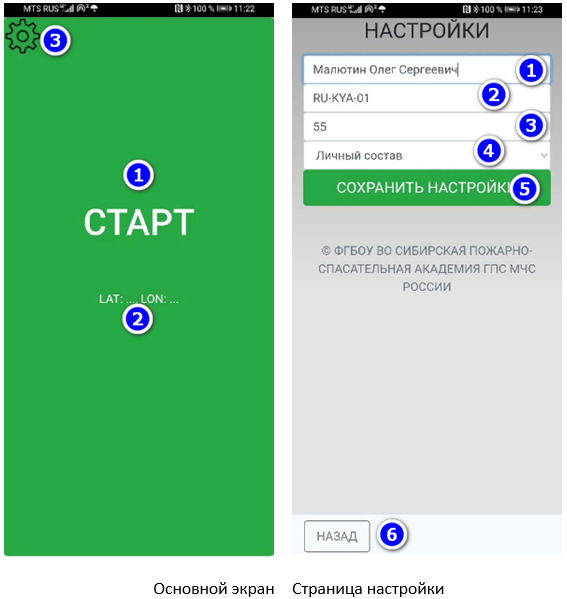 MTS RUS 100 % 11:22
3
1
СТАРТ
LAT: ..., LON: ...
2
Основной экран
MTS RUS 100 % 11:23
НАСТРОЙКИ
Малютин Олег Сергеевич 1
RU-KYA-01 2
55 3
Личный состав 4
СОХРАНИТЬ НАСТРОЙКИ 5
© ФГБОУ ВО СИБИРСКАЯ ПОЖАРНО-
СПАСАТЕЛЬНАЯ АКАДЕМИЯ ГПС МЧС
РОССИИ
НАЗАД 6
Страница настройки